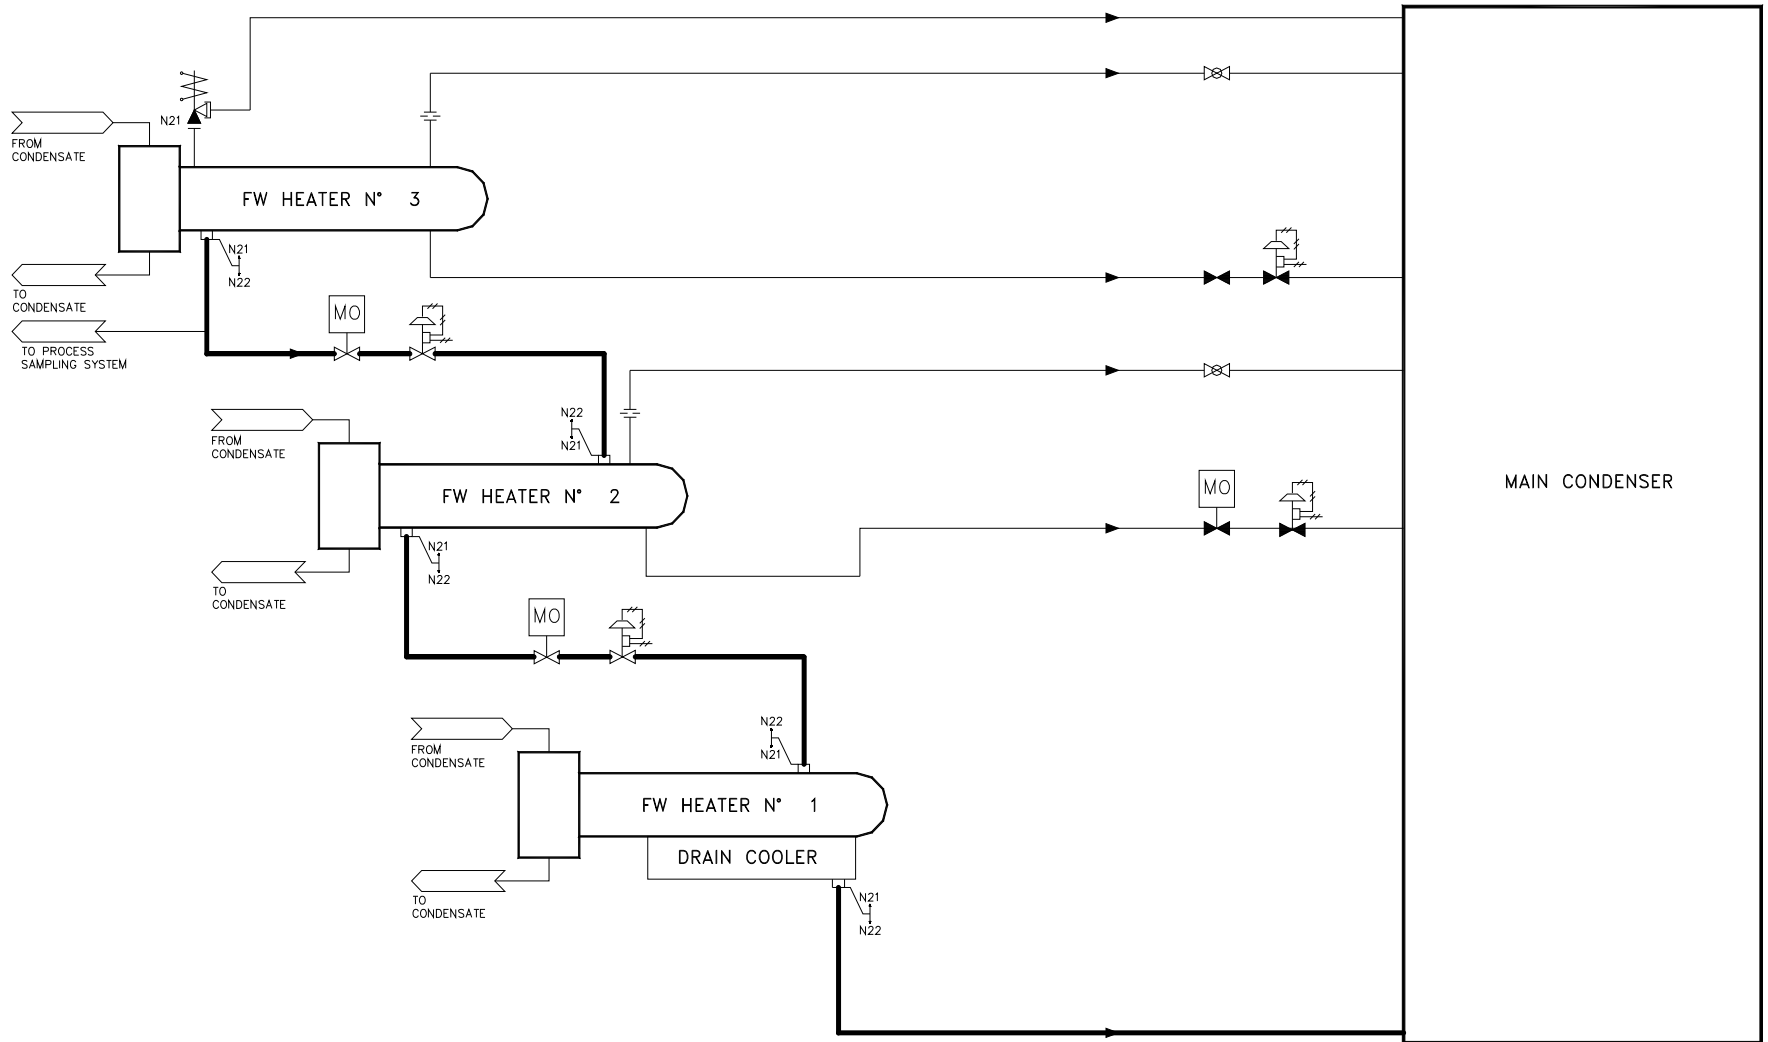 N21
FROM
CONDENSATE
FW HEATER N° 3
N21
N22
TO
CONDENSATE
MO
TO PROCESS
SAMPLING SYSTEM
N22
N21
FROM
CONDENSATE
FW HEATER N° 2
MO
MAIN CONDENSER
N21
N22
TO
CONDENSATE
MO
N22
N21
FROM
CONDENSATE
FW HEATER N° 1
DRAIN COOLER
TO
CONDENSATE
N21
N22